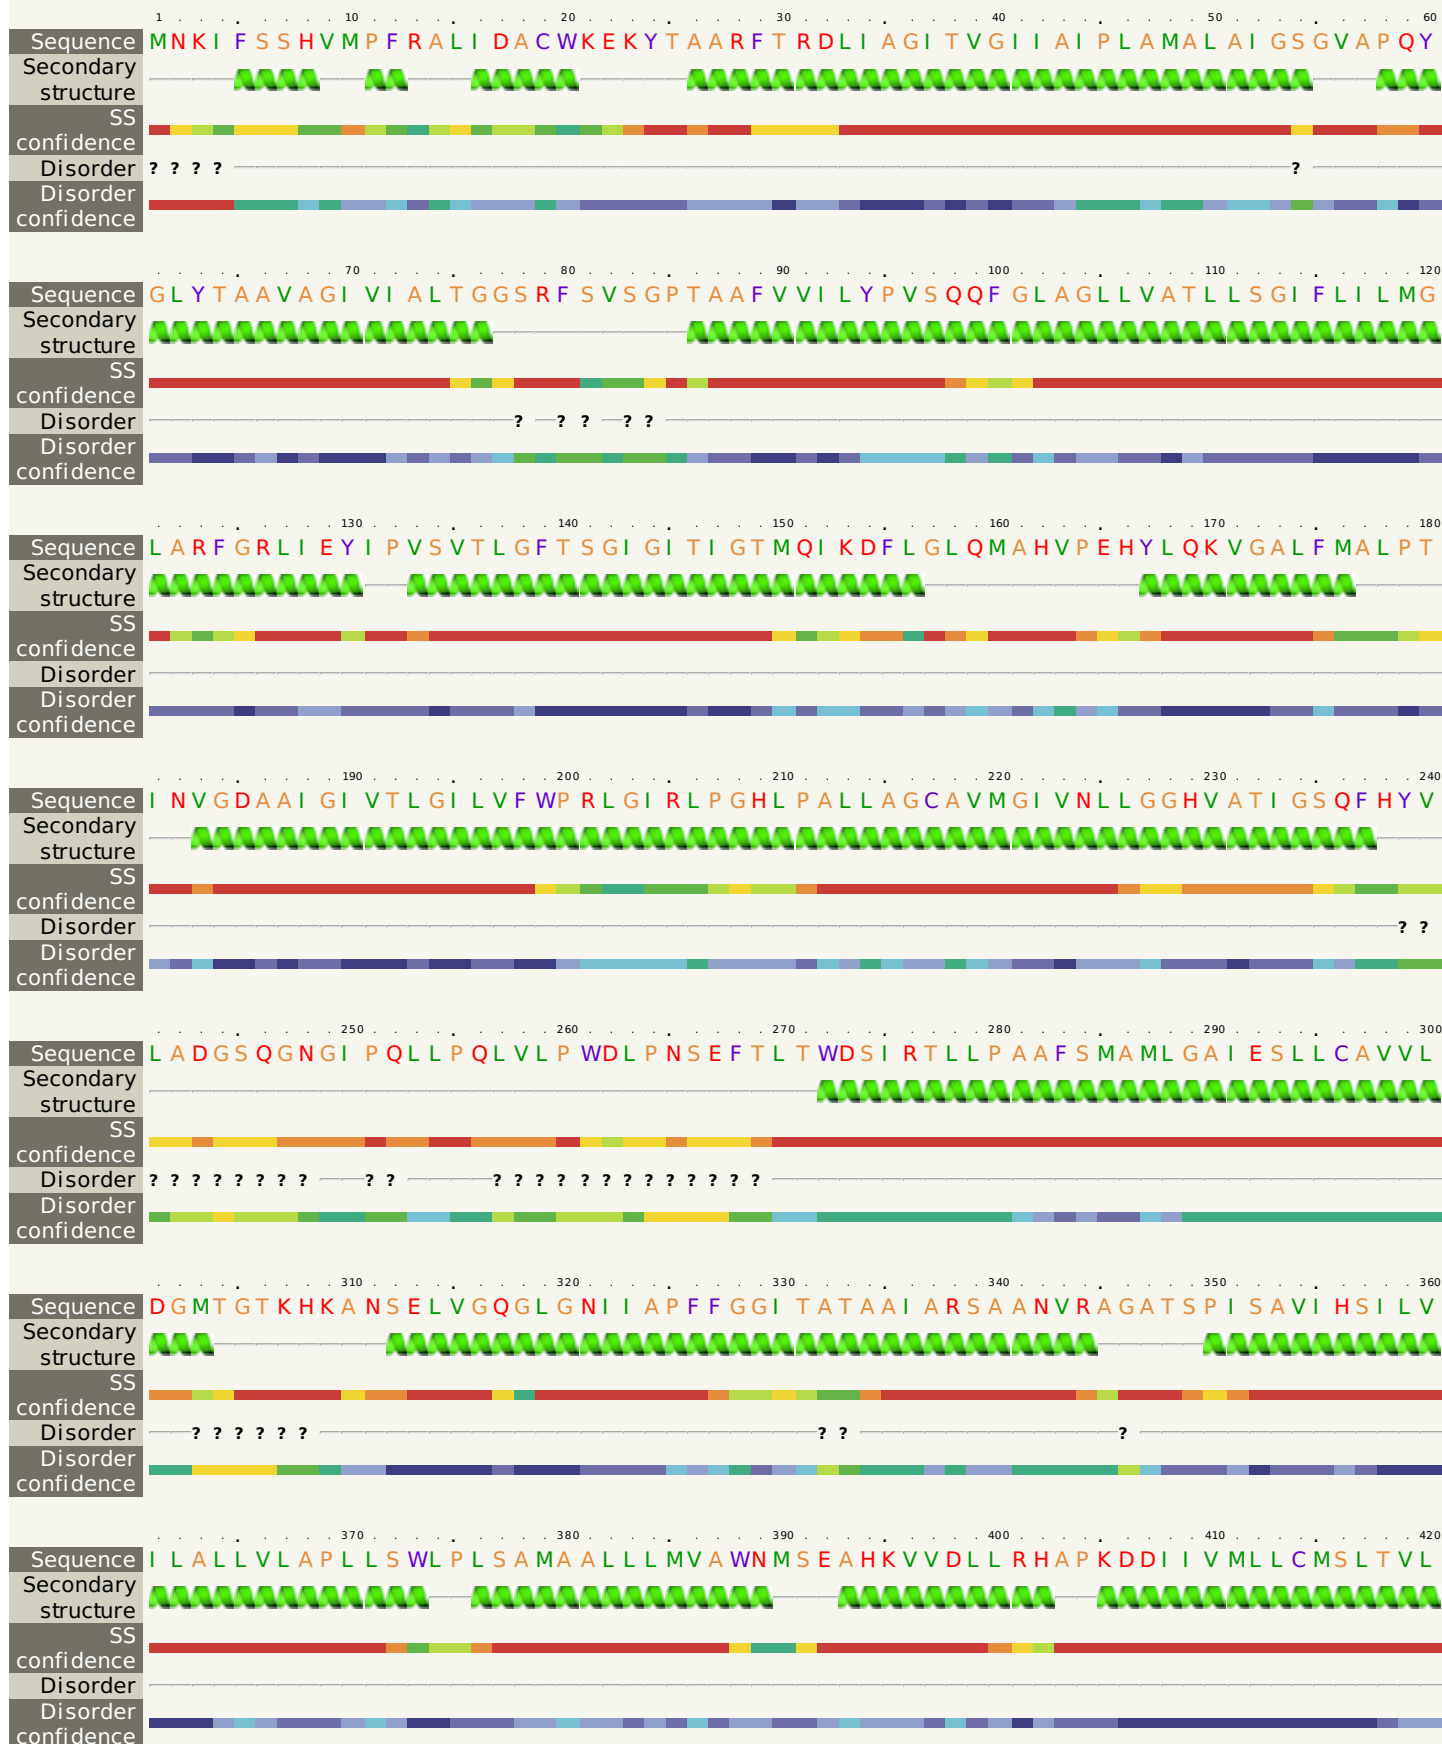 1 10 20 30 40 50 60
Sequence MNKIFSSHVMPFRALIDACWKEKYTAARFTRDLIAGITVGIIAIPLAMALAIGSGVAPQY
Secondary
structure
SS
confidence
Disorder ? ? ? ? ?
Disorder
confidence
70 80 90 100 110 120
Sequence GLYTAAVAGIVIALTGGSRFSVSGPTAAFVVILYPVSQQFGLAGLLVATLLSGIFLILMG
Secondary
structure
SS
confidence
Disorder ? ? ? ? ?
Disorder
confidence
130 140 150 160 170 180
Sequence LARFGRLIEYIPVSVTLGFTSGIGITIGTMQIKDFLGLQMAHVPEHYLQKVGALFMALPT
Secondary
structure
SS
confidence
Disorder
Disorder
confidence
190 200 210 220 230 240
Sequence INVGDAAIGIVTLGILVFWPRLGIRLPGHLPALLAGCAVMGIVNLLGGHVATIGSQFHYV
Secondary
structure
SS
confidence
Disorder ? ?
Disorder
confidence
250 260 270 280 290 300
Sequence LADGSQGNGIPQLLPQLVLPWDLPNSEFTLTWDSIRTLLPAAFSMAMLGAIESLLCAVVL
Secondary
structure
SS
confidence
Disorder ? ? ? ? ? ? ? ? ? ? ? ? ? ? ? ? ? ? ? ? ? ? ?
Disorder
confidence
310 320 330 340 350 360
Sequence DGMTGTKHKANSELVGQGLGNIIAPFFGGITATAAIARSAANVRAGATSPISAVIHSILV
Secondary
structure
SS
confidence
Disorder ? ? ? ? ? ? ? ? ?
Disorder
confidence
370 380 390 400 410 420
Sequence ILALLVLAPLLSWLPLSAMAALLLMVAWNMSEAHKVVDLLRHAPKDDIIVMLLCMSLTVL
Secondary
structure
SS
confidence
Disorder
Disorder
confidence